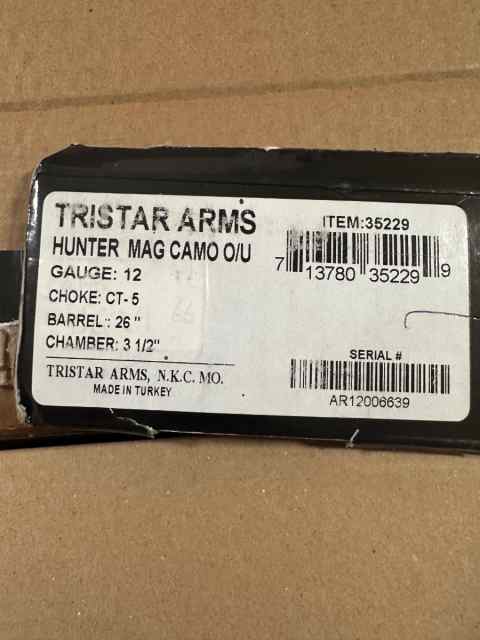 TRISTAR ARMS
HUNTER MAG CAMO O/U
GAUGE: 12
CHOKE: CT- 5
BARREL: 26"
CHAMBER: 3 1/2"
TRISTAR ARMS, N.K.C. MO.
MADE IN TURKEY
ITEM:35229
7 13780 35229 9
SERIAL #
AR12006639